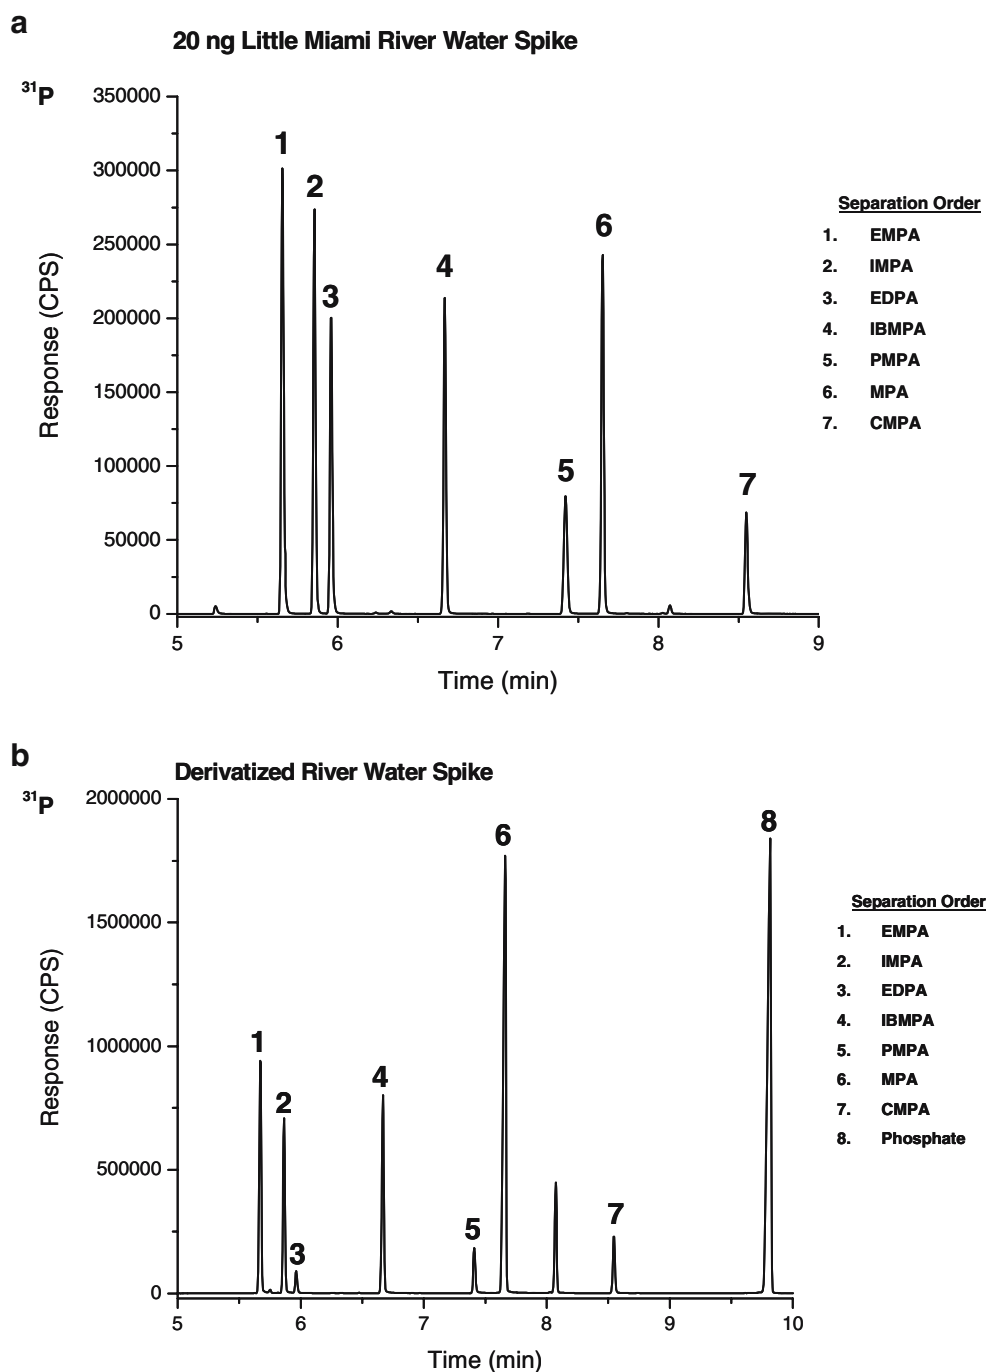 a
20 ng Little Miami River Water Spike
31P
350000
300000
250000
200000
150000
100000
50000
0
Response (CPS)
1
2
3
4
5
6
7
5 6 7 8 9
Time (min)
Separation Order
1. EMPA
2. IMPA
3. EDPA
4. IBMPA
5. PMPA
6. MPA
7. CMPA
b
Derivatized River Water Spike
31P
2000000
1500000
1000000
500000
0
Response (CPS)
1
2
3
4
5
6
7
8
5 6 7 8 9 10
Time (min)
Separation Order
1. EMPA
2. IMPA
3. EDPA
4. IBMPA
5. PMPA
6. MPA
7. CMPA
8. Phosphate